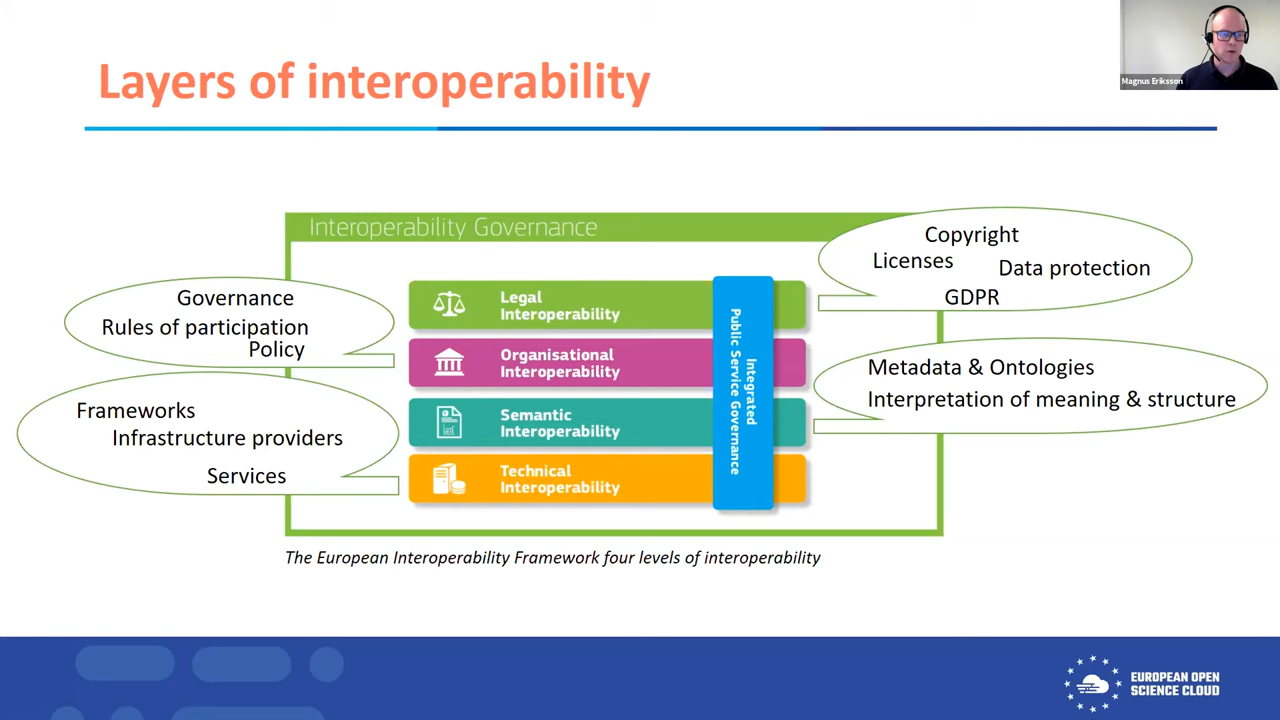 Layers of interoperability
Magnus Eriksson
Interoperability Governance
Copyright
Licenses
Data protection
GDPR
Governance
Rules of participation
Policy
Legal
Interoperability
Organisational
Interoperability
Semantic
Interoperability
Technical
Interoperability
Integrated
Public Service Governance
Metadata & Ontologies
Interpretation of meaning & structure
Frameworks
Infrastructure providers
Services
The European Interoperability Framework four levels of interoperability
EUROPEAN OPEN
SCIENCE CLOUD